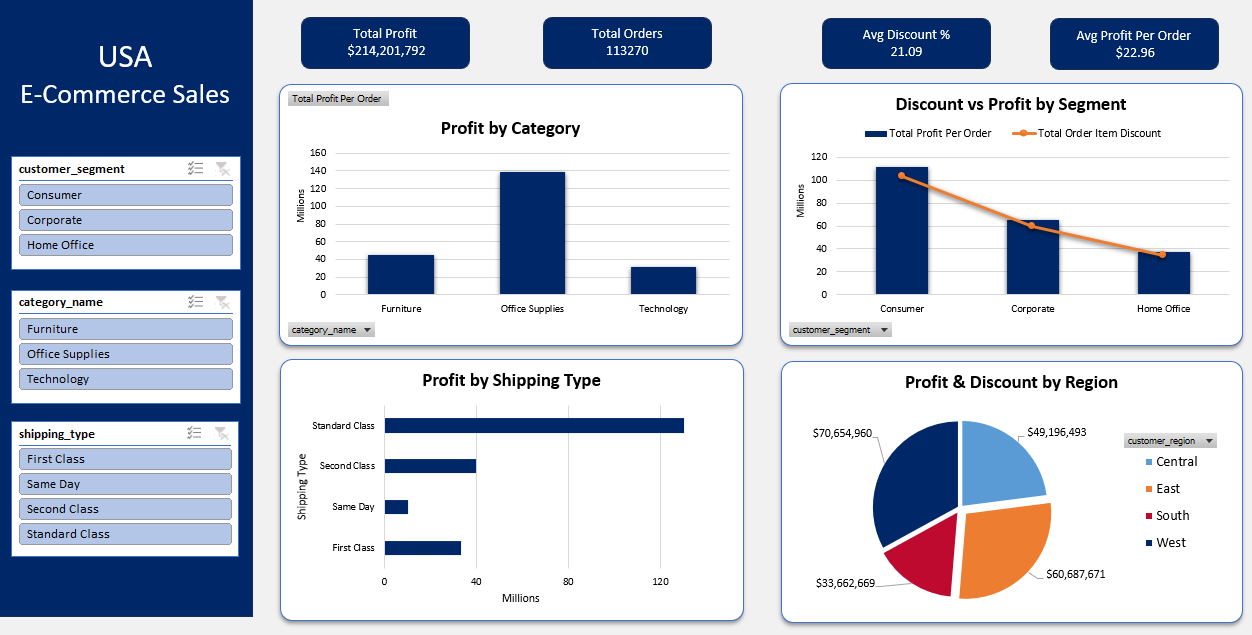 USA
E-Commerce Sales
customer_segment
Consumer
Corporate
Home Office
category_name
Furniture
Office Supplies
Technology
shipping_type
First Class
Same Day
Second Class
Standard Class
Total Profit
$214,201,792
Total Orders
113270
Avg Discount %
21.09
Avg Profit Per Order
$22.96
Total Profit Per Order
Profit by Category
Millions
160
140
120
100
80
60
40
20
0
Furniture
Office Supplies
Technology
category_name
Discount vs Profit by Segment
Total Profit Per Order
Total Order Item Discount
Millions
120
100
80
60
40
20
0
Consumer
Corporate
Home Office
customer_segment
Profit by Shipping Type
Shipping Type
Standard Class
Second Class
Same Day
First Class
0
40
80
120
Millions
Profit & Discount by Region
$70,654,960
$49,196,493
$33,662,669
$60,687,671
customer_region
Central
East
South
West